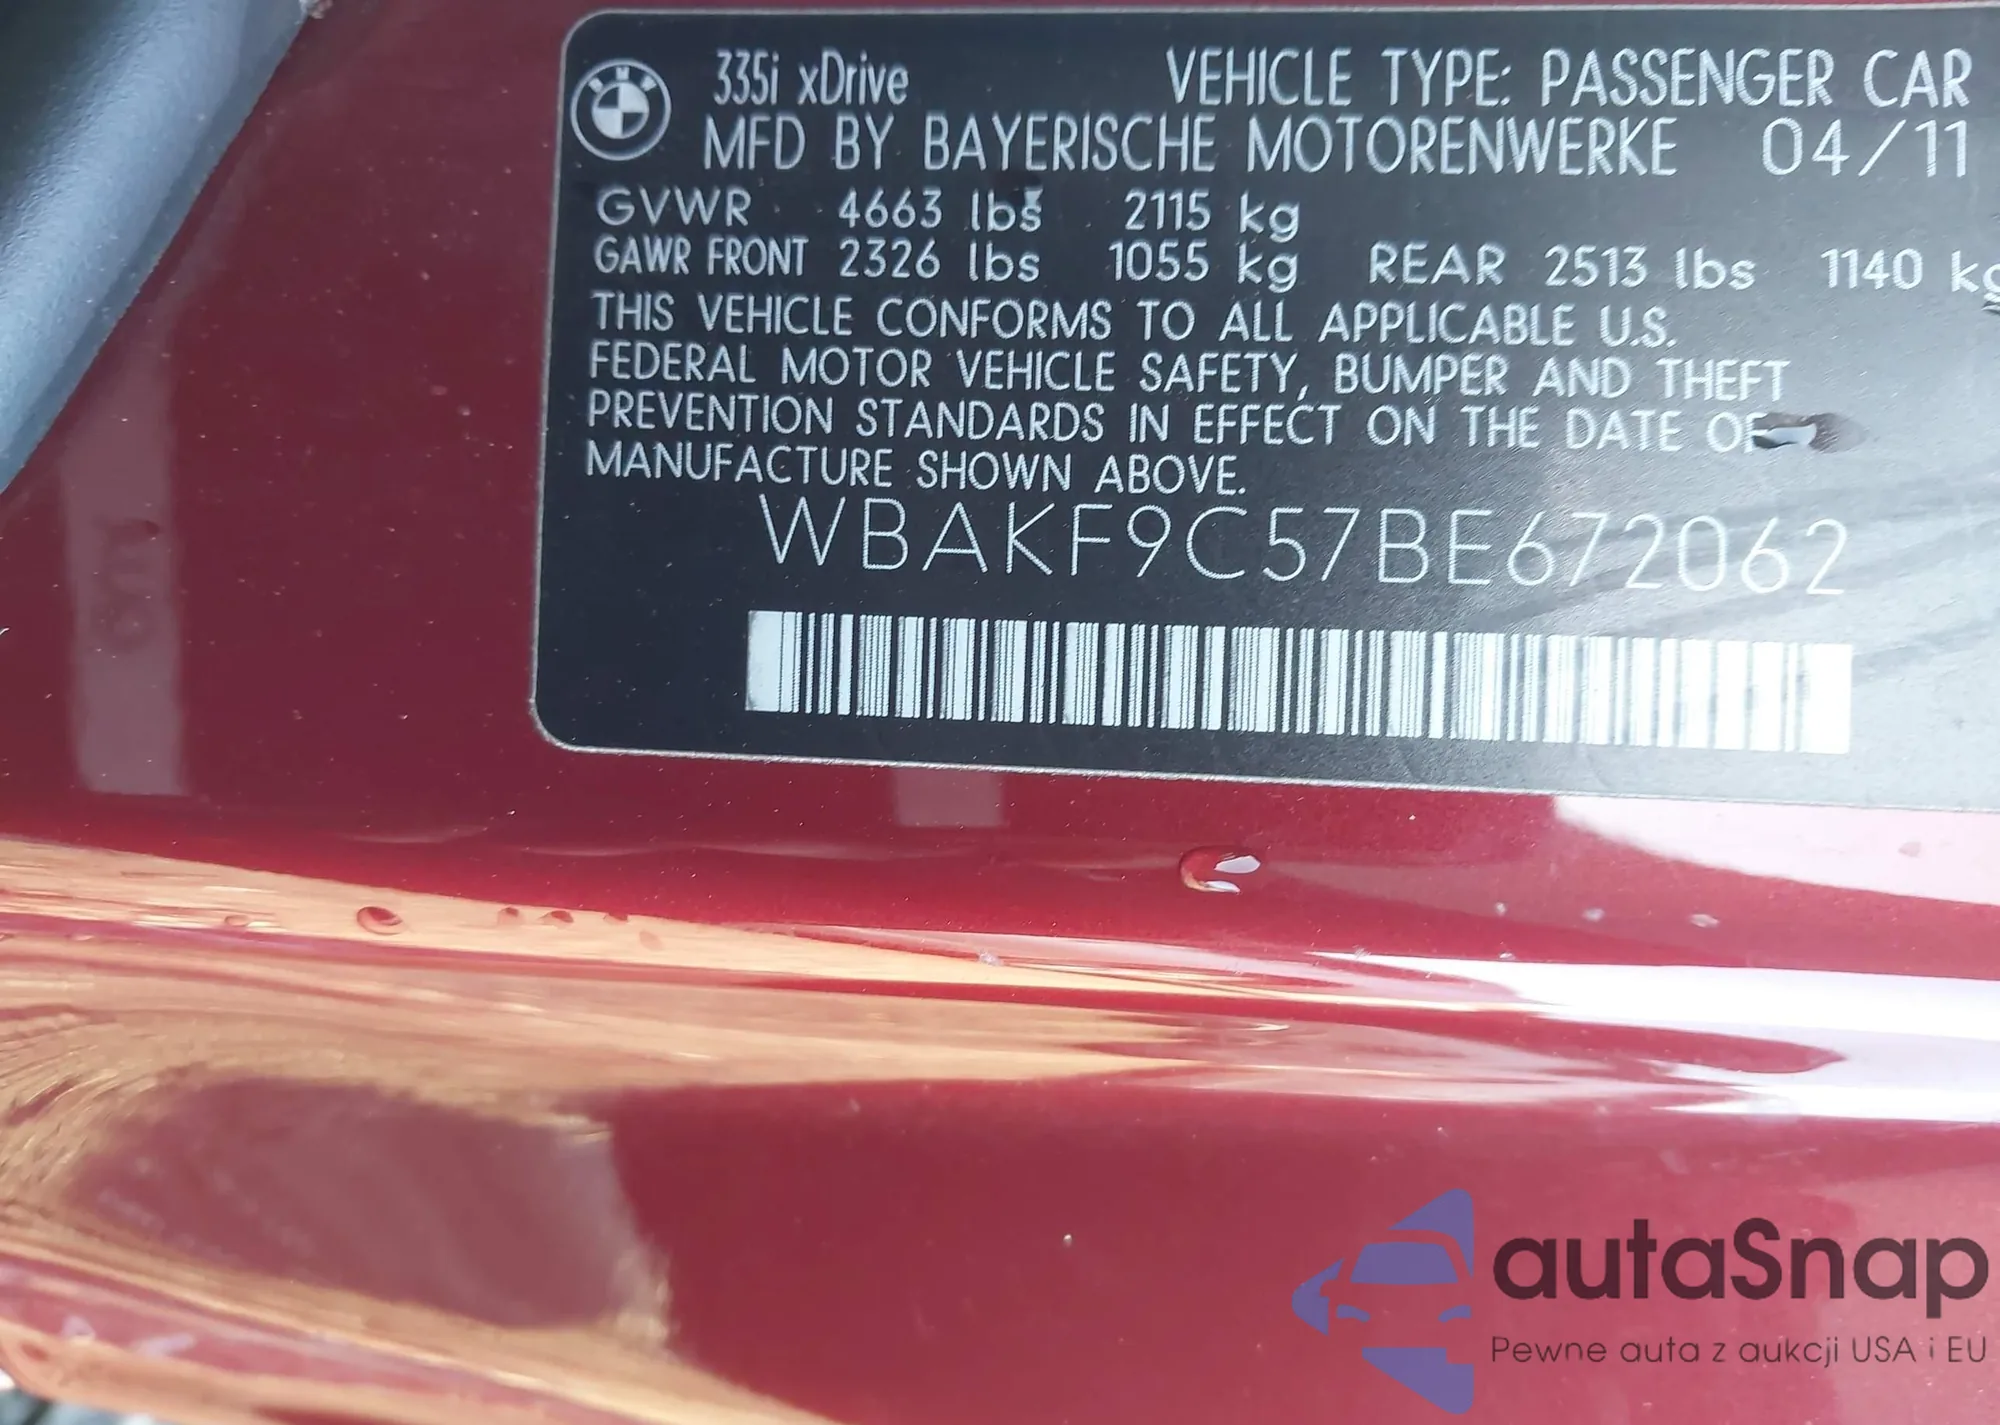 335i xDrive VEHICLE TYPE: PASSENGER CAR
MFD BY BAYERISCHE MOTORENWERKE 04/11
GVWR 4663 lbs 2115 kg
GAWR FRONT 2326 lbs 1055 kg REAR 2513 lbs 1140 kg
THIS VEHICLE CONFORMS TO ALL APPLICABLE U.S.
FEDERAL MOTOR VEHICLE SAFETY, BUMPER AND THEFT
PREVENTION STANDARDS IN EFFECT ON THE DATE OF
MANUFACTURE SHOWN ABOVE.
WBAKF9C57BE672062
autaSnap
Pewne auta z aukcji USA i EU